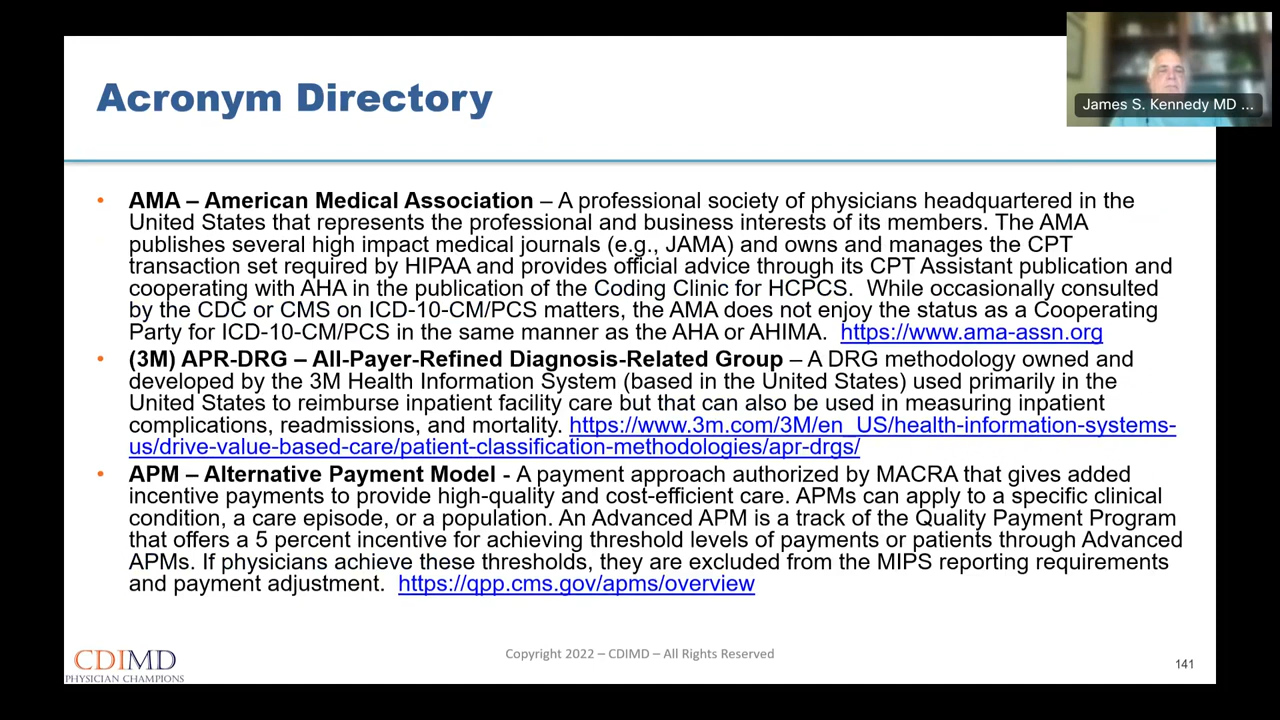 Acronym Directory
James S. Kennedy MD ...
• AMA – American Medical Association – A professional society of physicians headquartered in the
United States that represents the professional and business interests of its members. The AMA
publishes several high impact medical journals (e.g., JAMA) and owns and manages the CPT
transaction set required by HIPAA and provides official advice through its CPT Assistant publication and
cooperating with AHA in the publication of the Coding Clinic for HCPCS. While occasionally consulted
by the CDC or CMS on ICD-10-CM/PCS matters, the AMA does not enjoy the status as a Cooperating
Party for ICD-10-CM/PCS in the same manner as the AHA or AHIMA. https://www.ama-assn.org
• (3M) APR-DRG – All-Payer-Refined Diagnosis-Related Group – A DRG methodology owned and
developed by the 3M Health Information System (based in the United States) used primarily in the
United States to reimburse inpatient facility care but that can also be used in measuring inpatient
complications, readmissions, and mortality. https://www.3m.com/3M/en_US/health-information-systems-
us/drive-value-based-care/patient-classification-methodologies/apr-drgs/
• APM – Alternative Payment Model - A payment approach authorized by MACRA that gives added
incentive payments to provide high-quality and cost-efficient care. APMs can apply to a specific clinical
condition, a care episode, or a population. An Advanced APM is a track of the Quality Payment Program
that offers a 5 percent incentive for achieving threshold levels of payments or patients through Advanced
APMs. If physicians achieve these thresholds, they are excluded from the MIPS reporting requirements
and payment adjustment. https://qpp.cms.gov/apms/overview
CDIMD
PHYSICIAN CHAMPIONS
Copyright 2022 – CDIMD – All Rights Reserved
141